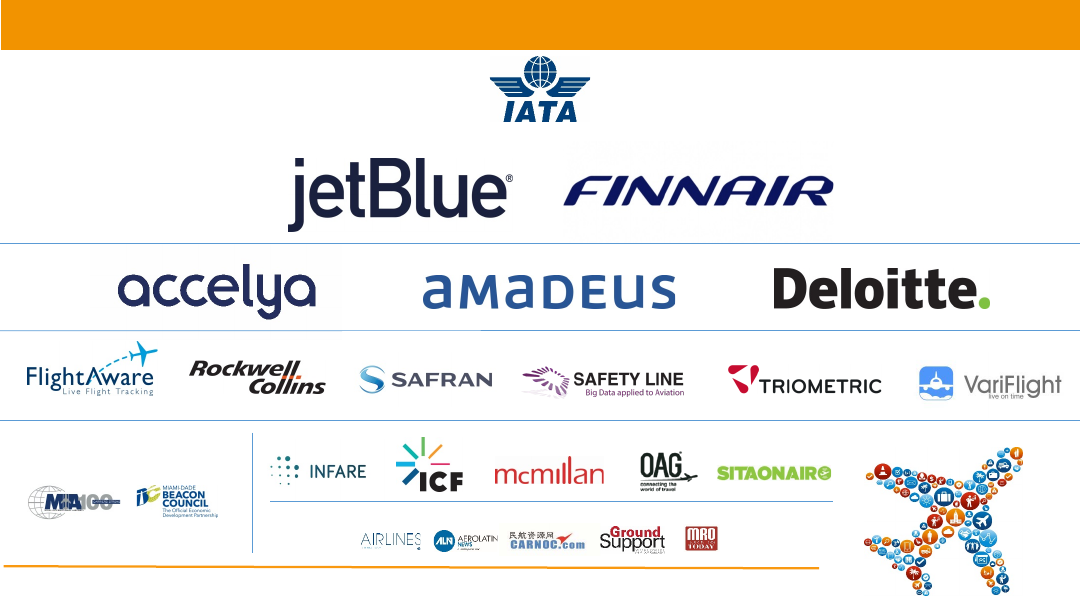 IATA
jetBlue®
FINNAIR
accelya
amadeus
Deloitte.
FlightAware
Live Flight Tracking
Rockwell
Collins
SAFRAN
SAFETY LINE
Big Data applied to Aviation
TRIOMETRIC
VariFlight
live on time
INFARE
ICF
mcmillan
OAG
connecting the
world of travel
SITAONAIR
MIA100
MIAMI-DADE
BEACON
COUNCIL
The Official Economic
Development Partnership
AIRLINES.
ALN AEROLATIN
NEWS
民航资源网
CARNOC.com
Ground
Support
MRO
TODAY